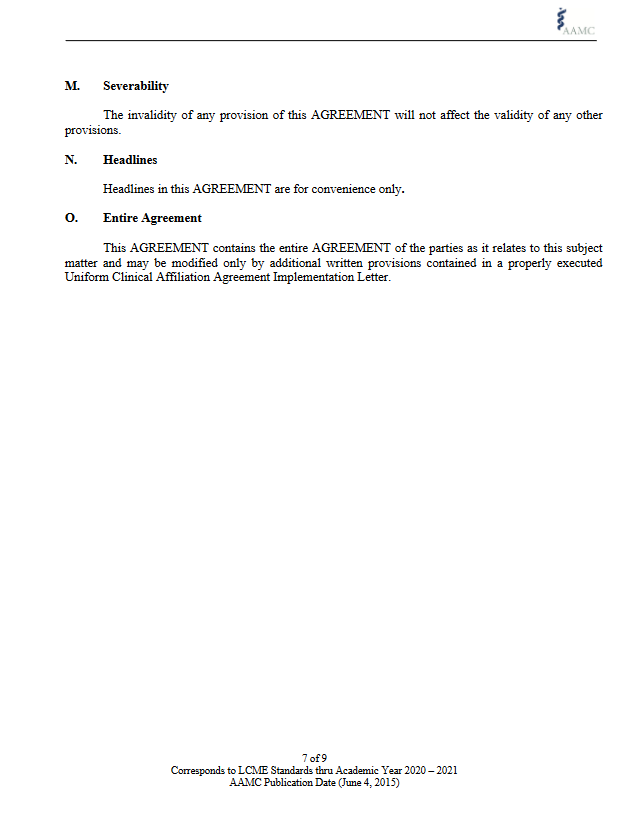 AAMC
M. Severability
The invalidity of any provision of this AGREEMENT will not affect the validity of any other
provisions.
N. Headlines
Headlines in this AGREEMENT are for convenience only.
O. Entire Agreement
This AGREEMENT contains the entire AGREEMENT of the parties as it relates to this subject
matter and may be modified only by additional written provisions contained in a properly executed
Uniform Clinical Affiliation Agreement Implementation Letter.
7 of 9
Corresponds to LCME Standards thru Academic Year 2020 – 2021
AAMC Publication Date (June 4, 2015)